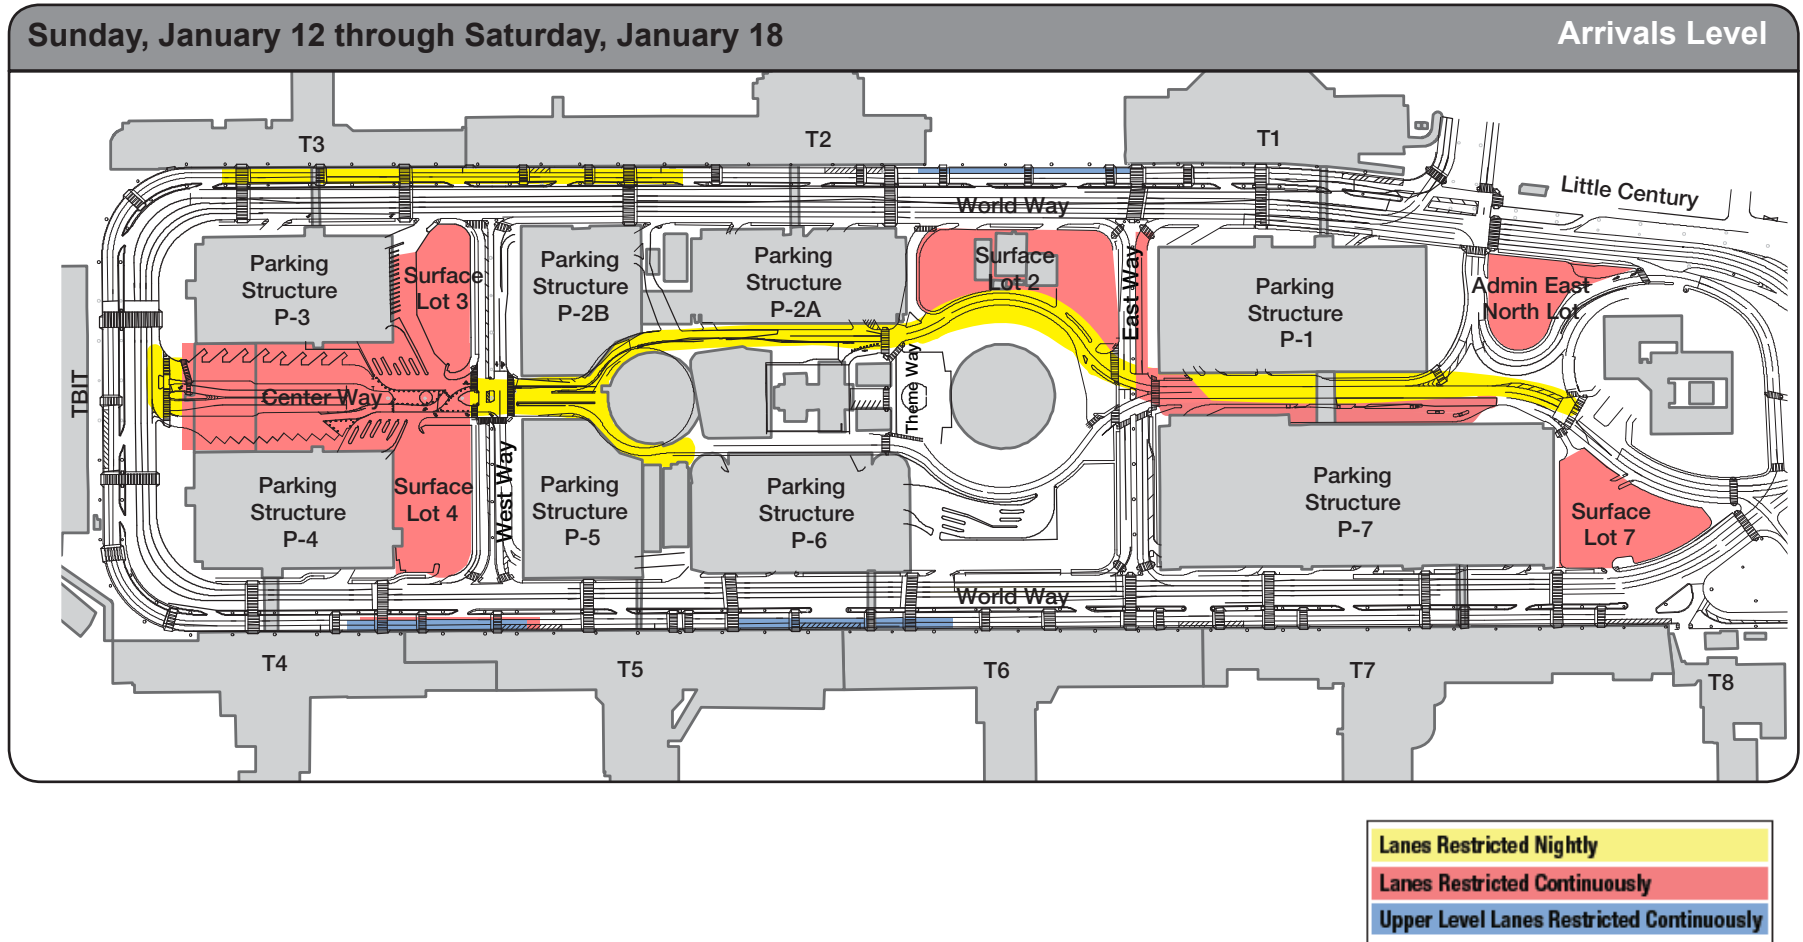 Sunday, January 12 through Saturday, January 18
Arrivals Level
T3
T2
T1
Little Century
World Way
Parking
Structure
P-3
Surface
Lot 3
Parking
Structure
P-2B
Parking
Structure
P-2A
Surface
Lot 2
East Way
Parking
Structure
P-1
Admin East
North Lot
TBIT
Center Way
Theme Way
West Way
Parking
Structure
P-4
Surface
Lot 4
Parking
Structure
P-5
Parking
Structure
P-6
Parking
Structure
P-7
Surface
Lot 7
World Way
T4
T5
T6
T7
T8
Lanes Restricted Nightly
Lanes Restricted Continuously
Upper Level Lanes Restricted Continuously